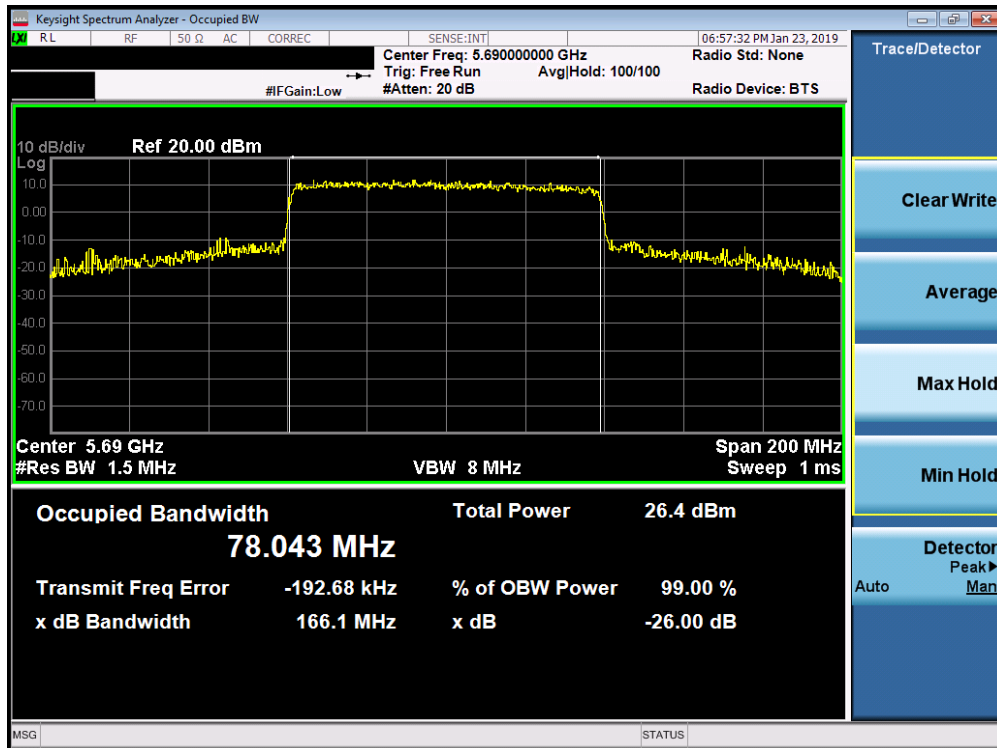 Keysight Spectrum Analyzer - Occupied BW
LXI RL RF 50 Ω AC CORREC SENSE:INT 06:57:32 PM Jan 23, 2019
Center Freq: 5.690000000 GHz Radio Std: None
Trig: Free Run Avg|Hold: 100/100
#IFGain:Low #Atten: 20 dB Radio Device: BTS
10 dB/div Ref 20.00 dBm
Log
10.0
0.00
-10.0
-20.0
-30.0
-40.0
-50.0
-60.0
-70.0
Center 5.69 GHz Span 200 MHz
#Res BW 1.5 MHz VBW 8 MHz Sweep 1 ms
Occupied Bandwidth Total Power 26.4 dBm
78.043 MHz
Transmit Freq Error -192.68 kHz % of OBW Power 99.00 %
x dB Bandwidth 166.1 MHz x dB -26.00 dB
Trace/Detector
Clear Write
Average
Max Hold
Min Hold
Detector
Peak▶
Auto Man
MSG STATUS